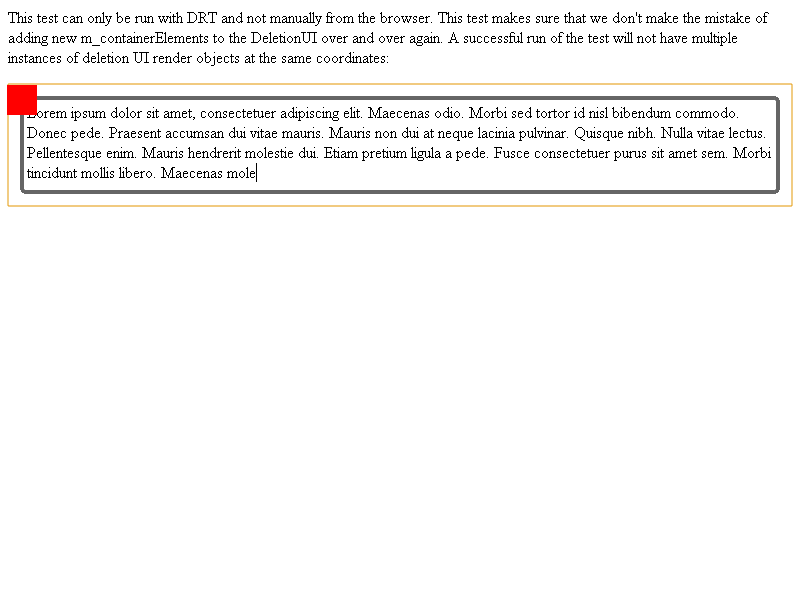 This test can only be run with DRT and not manually from the browser. This test makes sure that we don't make the mistake of
adding new m_containerElements to the DeletionUI over and over again. A successful run of the test will not have multiple
instances of deletion UI render objects at the same coordinates:
Lorem ipsum dolor sit amet, consectetuer adipiscing elit. Maecenas odio. Morbi sed tortor id nisl bibendum commodo.
Donec pede. Praesent accumsan dui vitae mauris. Mauris non dui at neque lacinia pulvinar. Quisque nibh. Nulla vitae lectus.
Pellentesque enim. Mauris hendrerit molestie dui. Etiam pretium ligula a pede. Fusce consectetuer purus sit amet sem. Morbi
tincidunt mollis libero. Maecenas mole